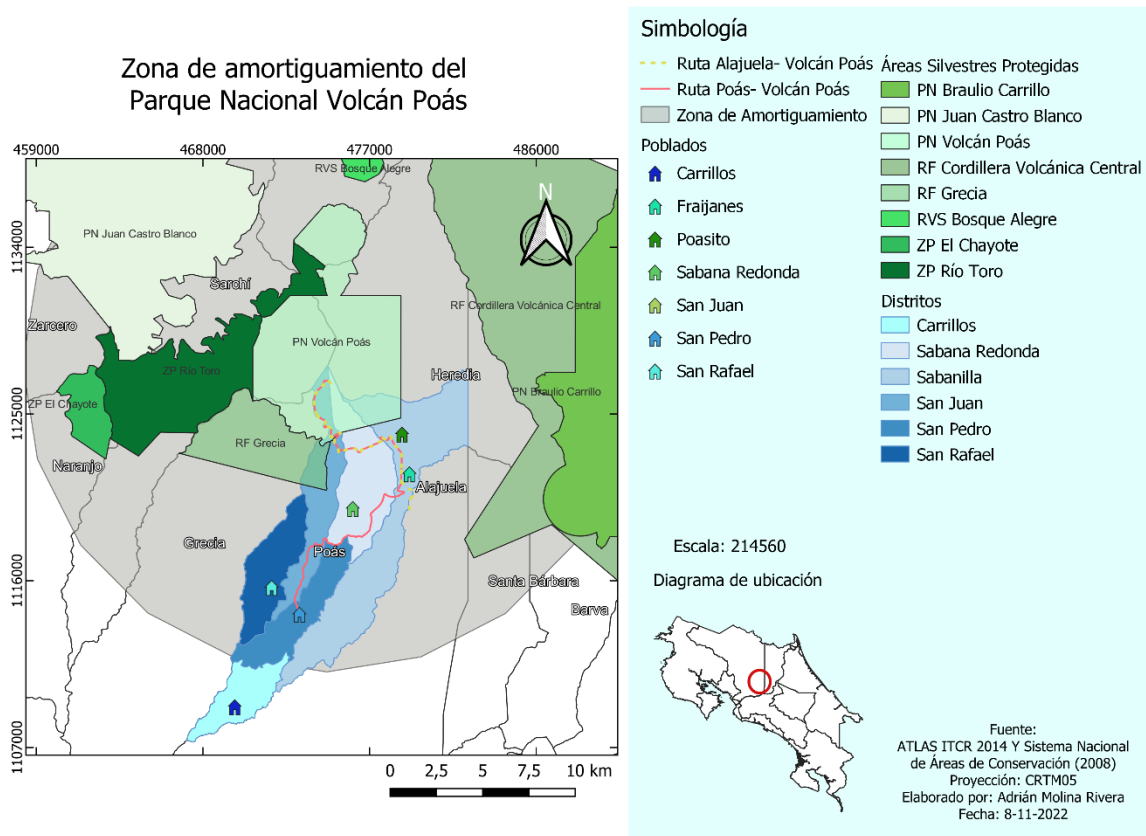 Zona de amortiguamiento del
Parque Nacional Volcán Poás
459000
468000
477000
486000
1134000
1125000
1116000
1107000
RVS Bosque Alegre
N
PN Juan Castro Blanco
Sarchí
RF Cordillera Volcánica Central
Zarcero
PN Volcán Poás
ZP Río Toro
Heredia
PN Braulio Carrillo
ZP El Chayote
RF Grecia
Naranjo
Alajuela
Grecia
Poás
Santa Bárbara
Barva
0 2,5 5 7,5 10 km
Simbología
Ruta Alajuela- Volcán Poás
Ruta Poás- Volcán Poás
Zona de Amortiguamiento
Poblados
Carrillos
Fraijanes
Poasito
Sabana Redonda
San Juan
San Pedro
San Rafael
Áreas Silvestres Protegidas
PN Braulio Carrillo
PN Juan Castro Blanco
PN Volcán Poás
RF Cordillera Volcánica Central
RF Grecia
RVS Bosque Alegre
ZP El Chayote
ZP Río Toro
Distritos
Carrillos
Sabana Redonda
Sabanilla
San Juan
San Pedro
San Rafael
Escala: 214560
Diagrama de ubicación
Fuente:
ATLAS ITCR 2014 Y Sistema Nacional
de Áreas de Conservación (2008)
Proyección: CRTM05
Elaborado por: Adrián Molina Rivera
Fecha: 8-11-2022